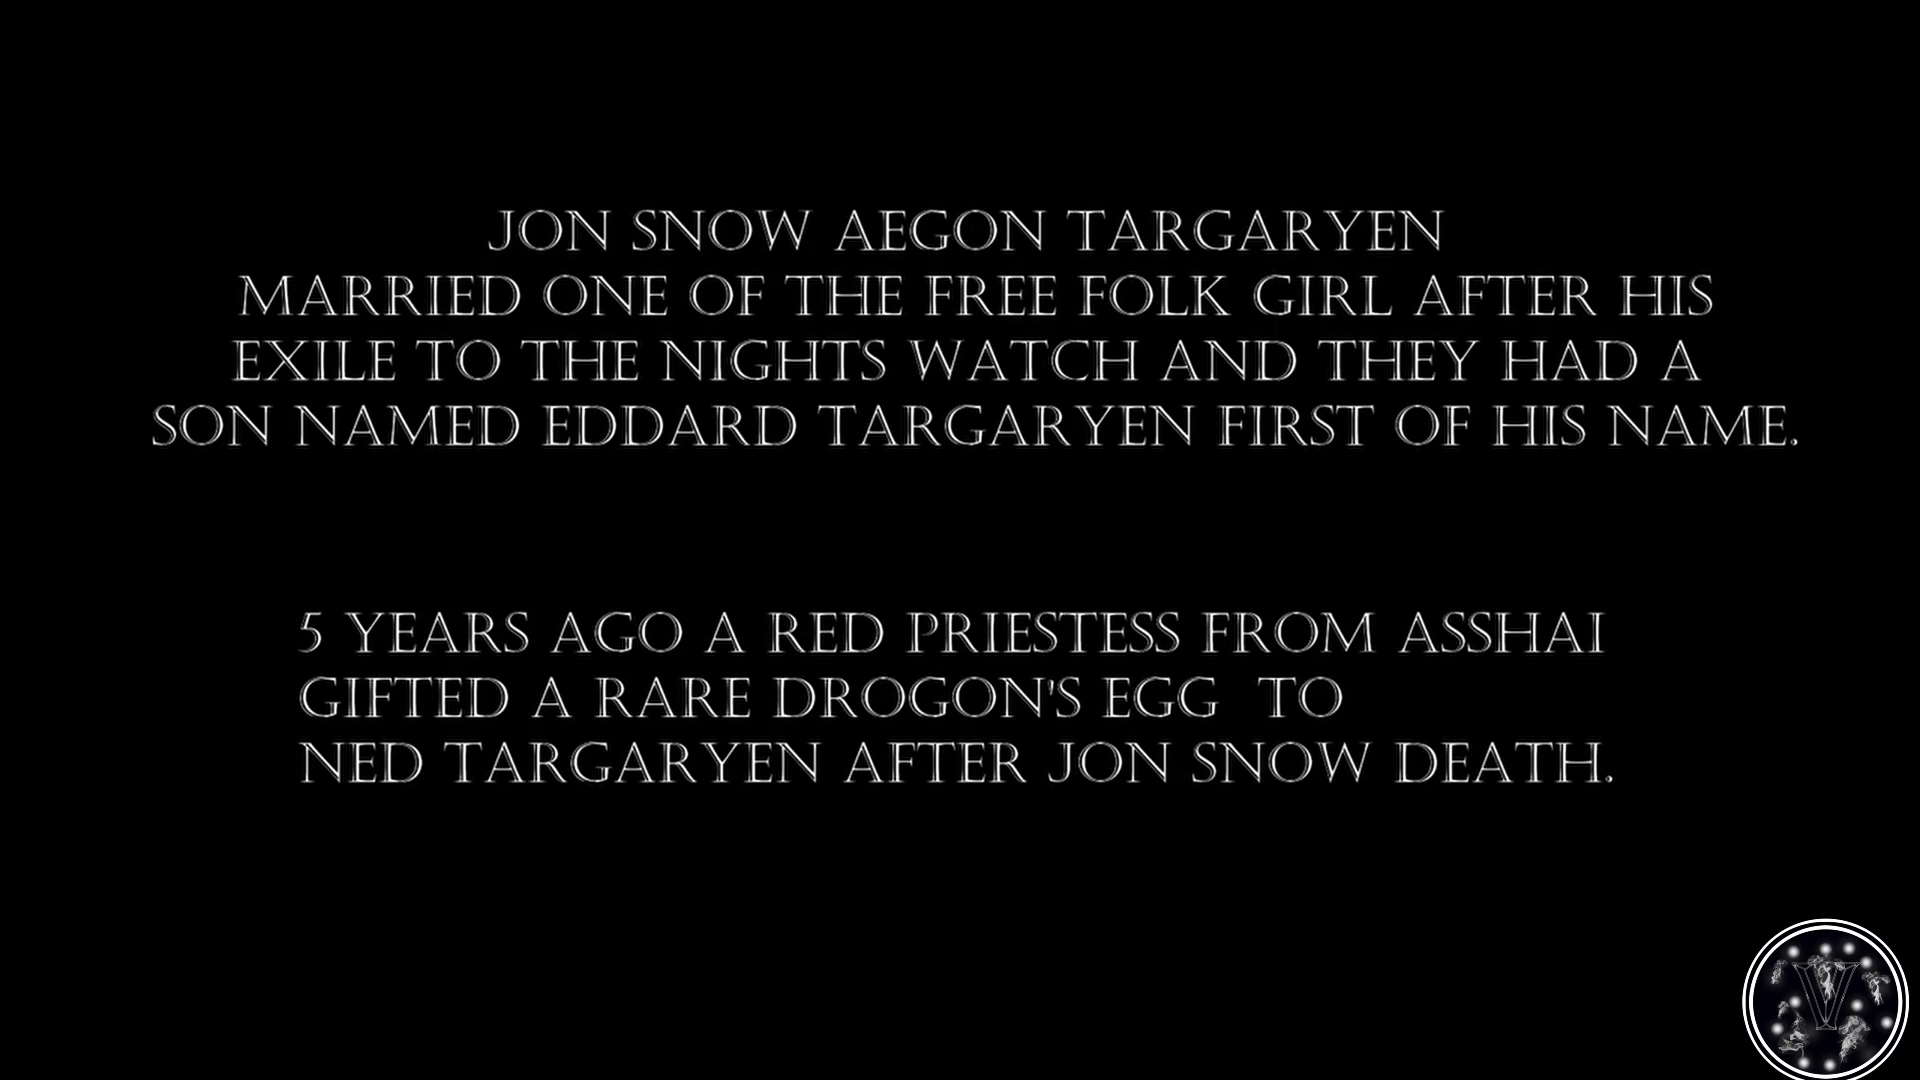 JON SNOW AEGON TARGARYEN
MARRIED ONE OF THE FREE FOLK GIRL AFTER HIS
EXILE TO THE NIGHTS WATCH AND THEY HAD A
SON NAMED EDDARD TARGARYEN FIRST OF HIS NAME.
5 YEARS AGO A RED PRIESTESS FROM ASSHAI
GIFTED A RARE DROGON'S EGG TO
NED TARGARYEN AFTER JON SNOW DEATH.
V